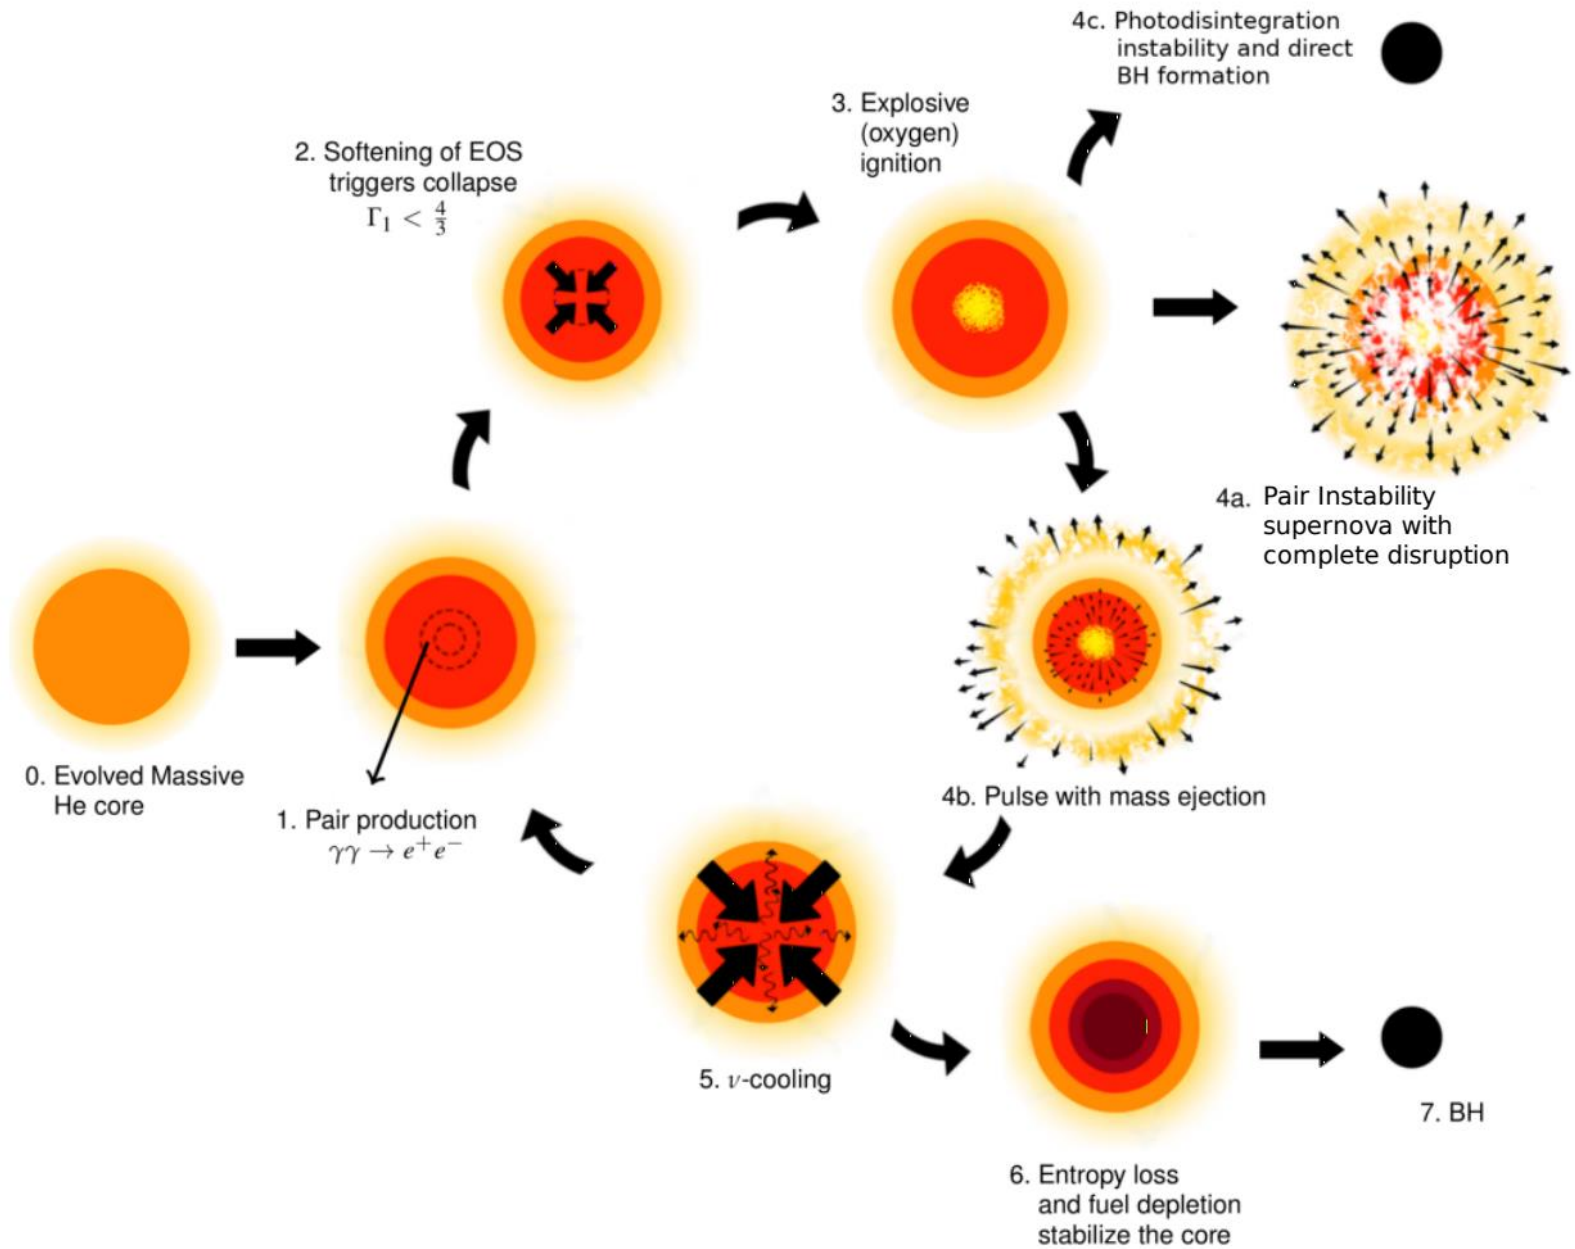 0. Evolved Massive
He core
1. Pair production
γγ → e⁺e⁻
2. Softening of EOS
triggers collapse
Γ₁ < 4/3
3. Explosive
(oxygen)
ignition
4c. Photodisintegration
instability and direct
BH formation
4a. Pair Instability
supernova with
complete disruption
4b. Pulse with mass ejection
5. ν-cooling
6. Entropy loss
and fuel depletion
stabilize the core
7. BH